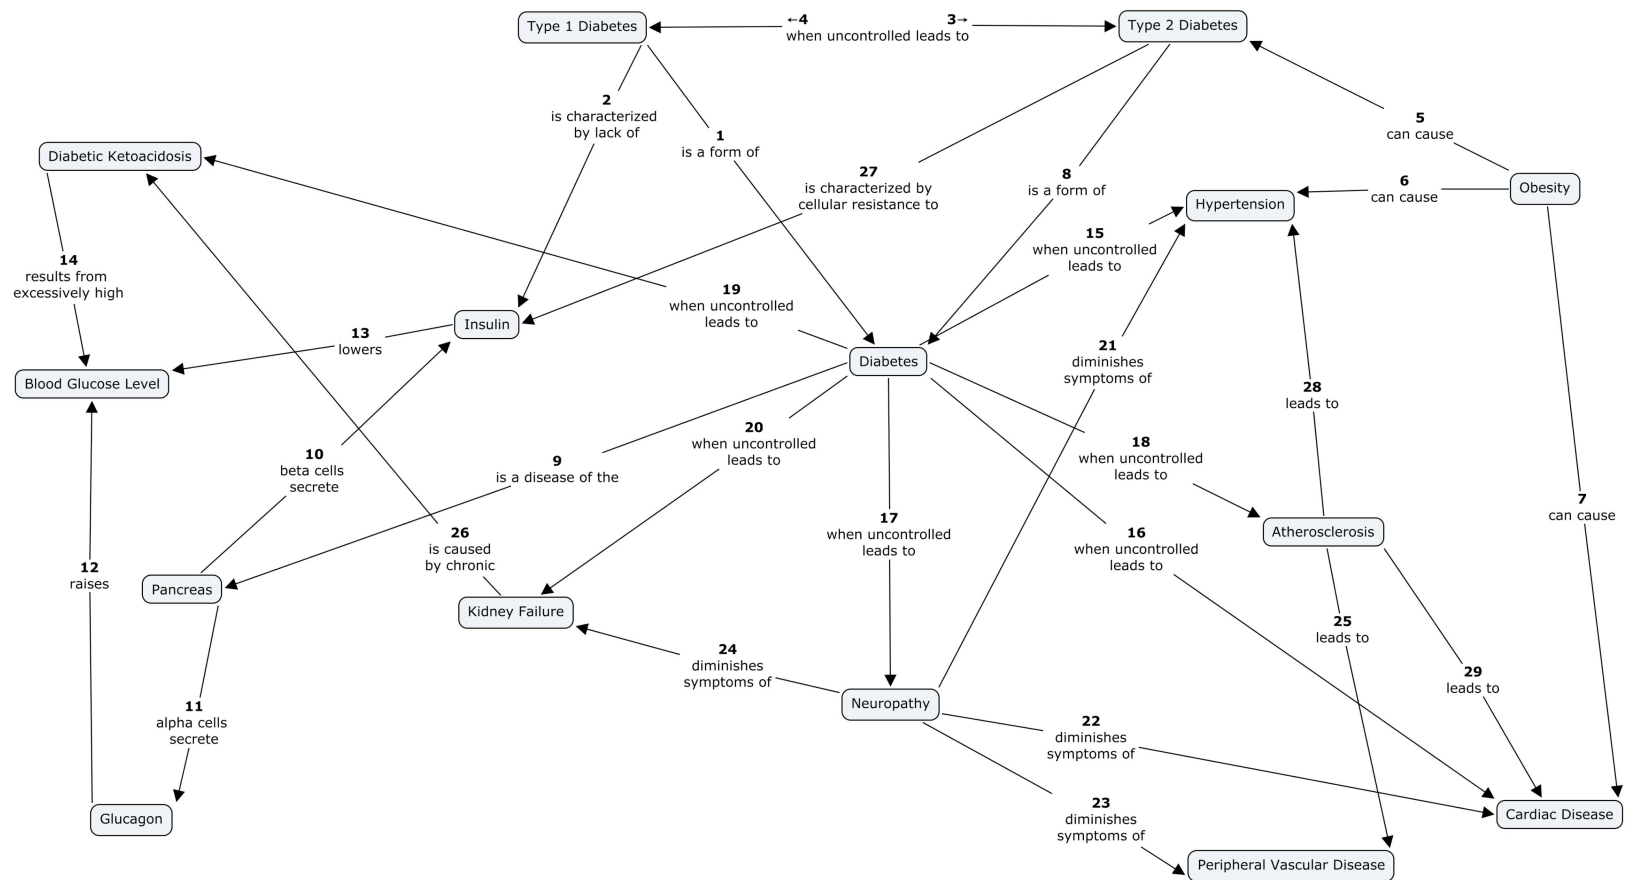 Type 1 Diabetes
←4 3→
when uncontrolled leads to
Type 2 Diabetes
2
is characterized
by lack of
1
is a form of
5
can cause
Diabetic Ketoacidosis
27
is characterized by
cellular resistance to
8
is a form of
6
can cause
Obesity
Hypertension
15
when uncontrolled
leads to
14
results from
excessively high
19
when uncontrolled
leads to
Insulin
13
lowers
21
diminishes
symptoms of
Diabetes
Blood Glucose Level
28
leads to
20
when uncontrolled
leads to
18
when uncontrolled
leads to
10
beta cells
secrete
9
is a disease of the
7
can cause
17
when uncontrolled
leads to
26
is caused
by chronic
16
when uncontrolled
leads to
Atherosclerosis
12
raises
Pancreas
Kidney Failure
25
leads to
24
diminishes
symptoms of
29
leads to
Neuropathy
11
alpha cells
secrete
22
diminishes
symptoms of
23
diminishes
symptoms of
Glucagon
Cardiac Disease
Peripheral Vascular Disease